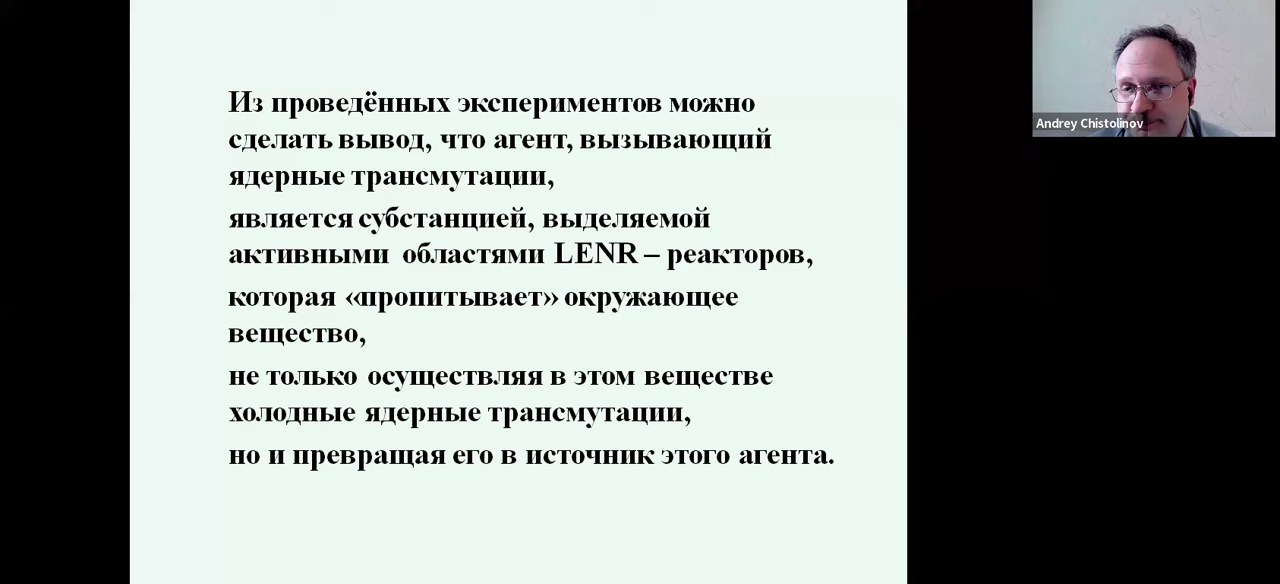 Из проведённых экспериментов можно
сделать вывод, что агент, вызывающий
ядерные трансмутации,
является субстанцией, выделяемой
активными областями LENR – реакторов,
которая «пропитывает» окружающее
вещество,
не только осуществляя в этом веществе
холодные ядерные трансмутации,
но и превращая его в источник этого агента.
Andrey Chistolinov